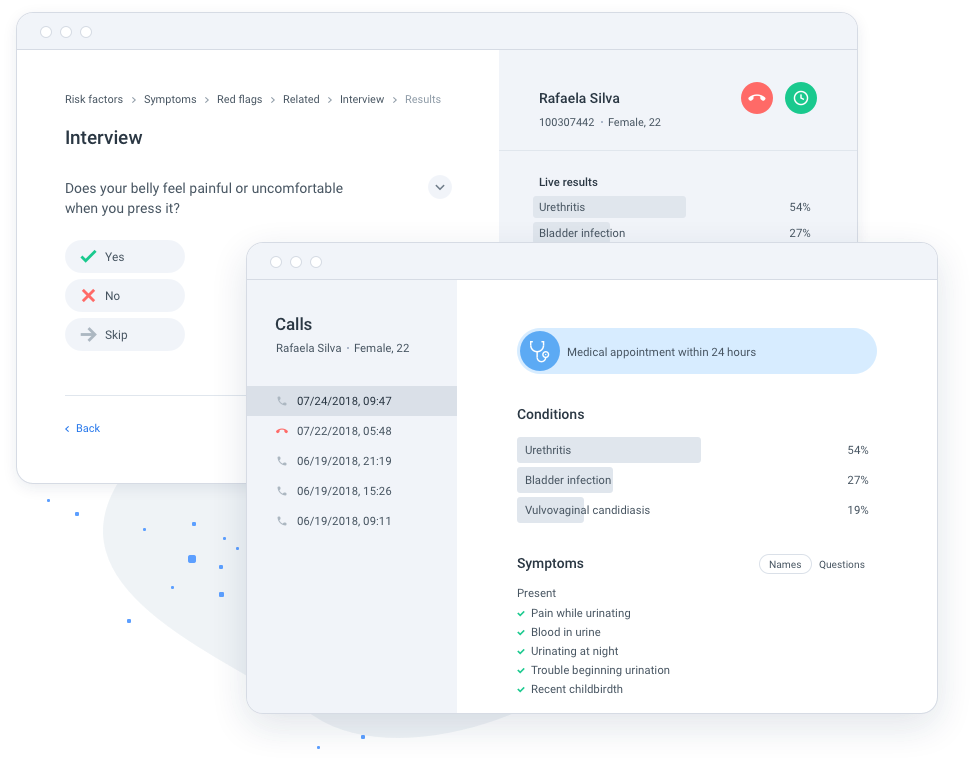 Risk factors > Symptoms > Red flags > Related > Interview > Results
Interview
Does your belly feel painful or uncomfortable
when you press it?
Yes
No
Skip
Back
Rafaela Silva
100307442 · Female, 22
Live results
Urethritis 54%
Bladder infection 27%
Calls
Rafaela Silva · Female, 22
07/24/2018, 09:47
07/22/2018, 05:48
06/19/2018, 21:19
06/19/2018, 15:26
06/19/2018, 09:11
Medical appointment within 24 hours
Conditions
Urethritis 54%
Bladder infection 27%
Vulvovaginal candidiasis 19%
Symptoms Names Questions
Present
Pain while urinating
Blood in urine
Urinating at night
Trouble beginning urination
Recent childbirdth